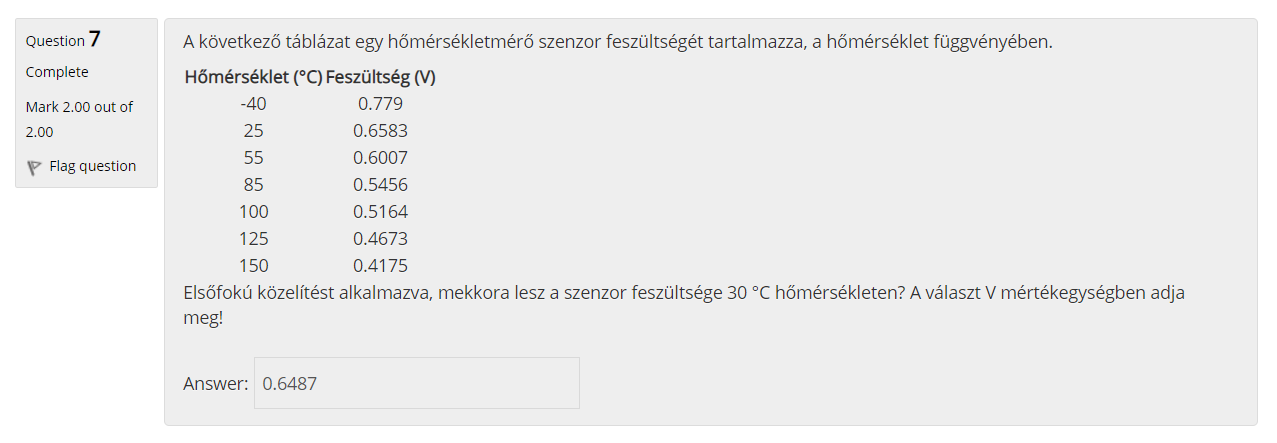 Question 7
Complete
Mark 2.00 out of
2.00
Flag question
A következő táblázat egy hőmérsékletmérő szenzor feszültségét tartalmazza, a hőmérséklet függvényében.
Hőmérséklet (°C) Feszültség (V)
-40 0.779
25 0.6583
55 0.6007
85 0.5456
100 0.5164
125 0.4673
150 0.4175
Elsőfokú közelítést alkalmazva, mekkora lesz a szenzor feszültsége 30 °C hőmérsékleten? A választ V mértékegységben adja
meg!
Answer: 0.6487